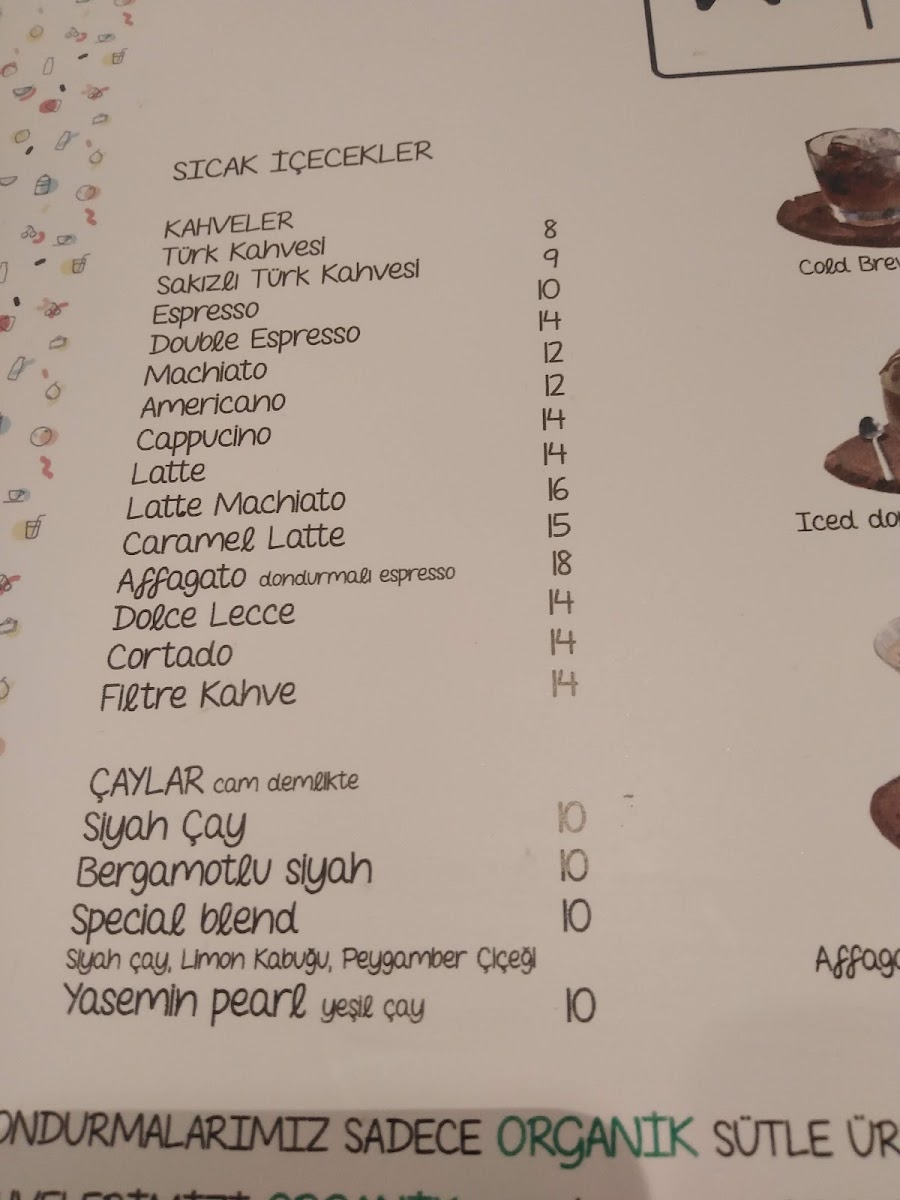 SICAK İÇECEKLER
KAHVELER
Türk Kahvesi 8
Sakızlı Türk Kahvesi 9
Espresso 10
Double Espresso 14
Machiato 12
Americano 12
Cappucino 14
Latte 14
Latte Machiato 16
Caramel Latte 15
Affagato dondurmalı espresso 18
Dolce Lecce 14
Cortado 14
Filtre Kahve 14
ÇAYLAR cam demlikte
Siyah Çay 10
Bergamotlu siyah 10
Special blend 10
Siyah çay, Limon Kabuğu, Peygamber Çiçeği
Yasemin pearl yeşil çay 10
Cold Brew
Iced do
Affaga
ONDURMALARIMIZ SADECE ORGANİK SÜTLE ÜR